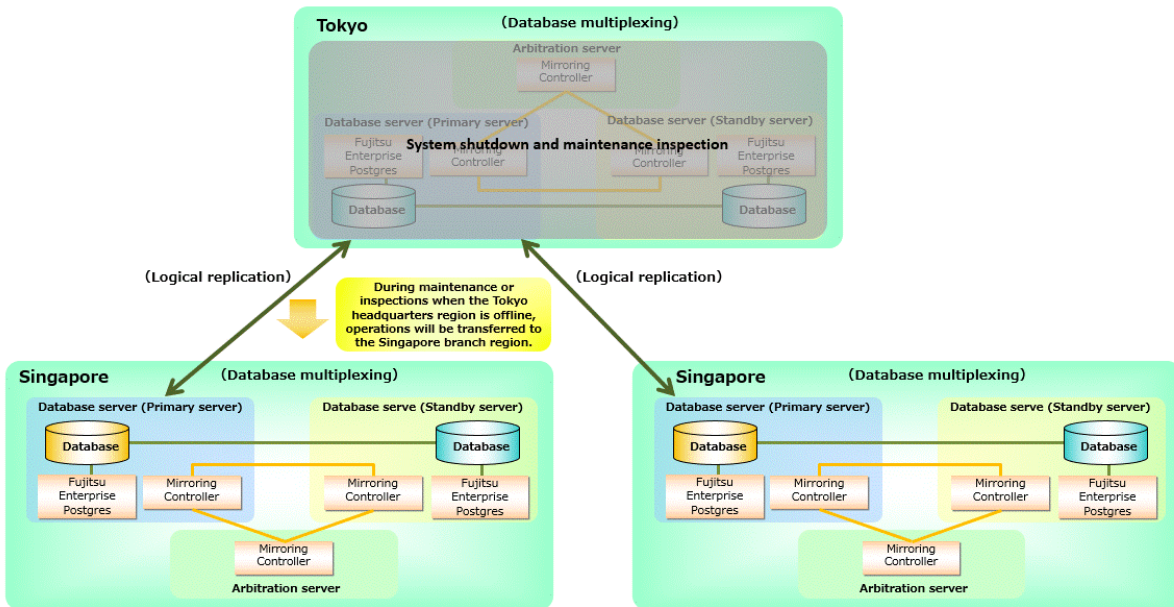 Tokyo
(Database multiplexing)
Arbitration server
Mirroring
Controller
Database server (Primary server)
Database server (Standby server)
System shutdown and maintenance inspection
Fujitsu
Enterprise
Postgres
Mirroring
Controller
Mirroring
Controller
Fujitsu
Enterprise
Postgres
Database
Database
(Logical replication)
(Logical replication)
During maintenance or
inspections when the Tokyo
headquarters region is offline,
operations will be transferred to
the Singapore branch region.
Singapore
(Database multiplexing)
Database server (Primary server)
Database serve (Standby server)
Database
Database
Fujitsu
Enterprise
Postgres
Mirroring
Controller
Mirroring
Controller
Fujitsu
Enterprise
Postgres
Mirroring
Controller
Arbitration server
Singapore
(Database multiplexing)
Database server (Primary server)
Database serve (Standby server)
Database
Database
Fujitsu
Enterprise
Postgres
Mirroring
Controller
Mirroring
Controller
Fujitsu
Enterprise
Postgres
Mirroring
Controller
Arbitration server